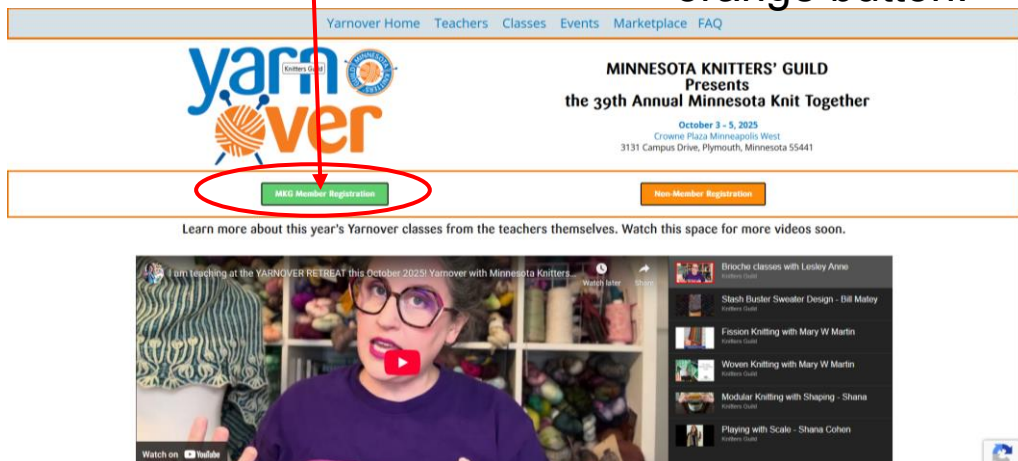 orange button.
Yarnover Home Teachers Classes Events Marketplace FAQ
yarn
Knitters Guild
over
MINNESOTA KNITTERS' GUILD
Presents
the 39th Annual Minnesota Knit Together
October 3 - 5, 2025
Crowne Plaza Minneapolis West
3131 Campus Drive, Plymouth, Minnesota 55441
MKG Member Registration
Non-Member Registration
Learn more about this year's Yarnover classes from the teachers themselves. Watch this space for more videos soon.
I am teaching at the YARNOVER RETREAT this October 2025! Yarnover with Minnesota Knitters...
Watch later
Share
Brioche classes with Lesley Anne
Knitters Guild
Stash Buster Sweater Design - Bill Matey
Knitters Guild
Fission Knitting with Mary W Martin
Knitters Guild
Woven Knitting with Mary W Martin
Knitters Guild
Modular Knitting with Shaping - Shana
Knitters Guild
Playing with Scale - Shana Cohen
Knitters Guild
Watch on YouTube